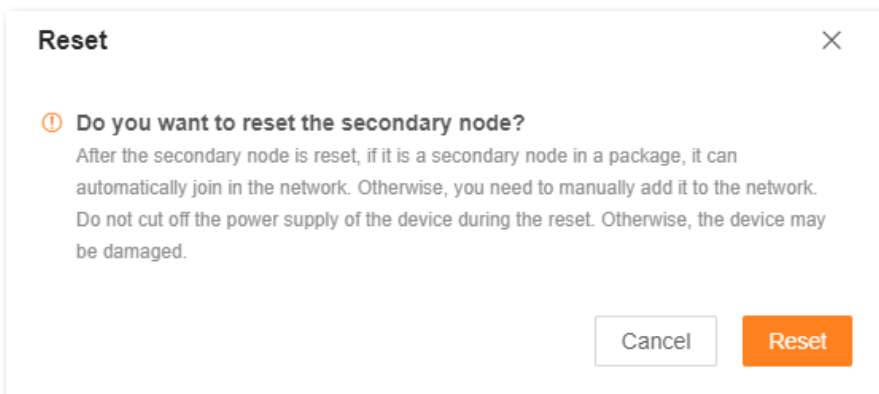 Reset
Do you want to reset the secondary node?
After the secondary node is reset, if it is a secondary node in a package, it can
automatically join in the network. Otherwise, you need to manually add it to the network.
Do not cut off the power supply of the device during the reset. Otherwise, the device may
be damaged.
Cancel
Reset